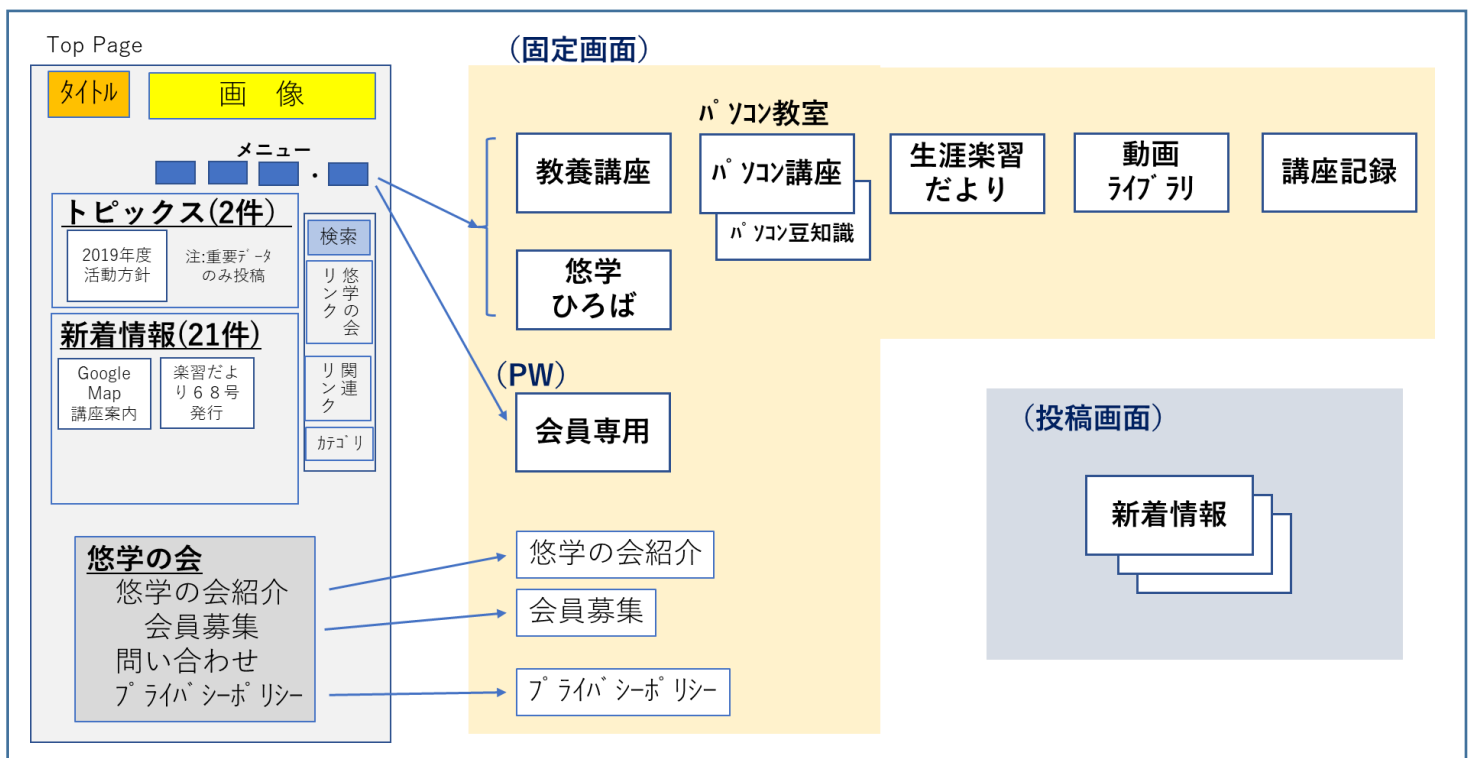 Top Page
ﾀｲﾄﾙ
画　像
メニュー
・
トピックス(2件)
2019年度
活動方針
注:重要ﾃﾞｰﾀ
のみ投稿
新着情報(21件)
Google
Map
講座案内
楽習だよ
り６８号
発行
検索
悠学の会
リンク
関連
リンク
ｶﾃｺﾞﾘ
悠学の会
悠学の会紹介
会員募集
問い合わせ
ﾌﾟﾗｲﾊﾞｼｰﾎﾟﾘｼｰ
（固定画面）
教養講座
ﾊﾟｿｺﾝ教室
ﾊﾟｿｺﾝ講座
ﾊﾟｿｺﾝ豆知識
生涯楽習
だより
動画
ﾗｲﾌﾞﾗﾘ
講座記録
悠学
ひろば
（PW）
会員専用
悠学の会紹介
会員募集
ﾌﾟﾗｲﾊﾞｼｰﾎﾟﾘｼｰ
（投稿画面）
新着情報